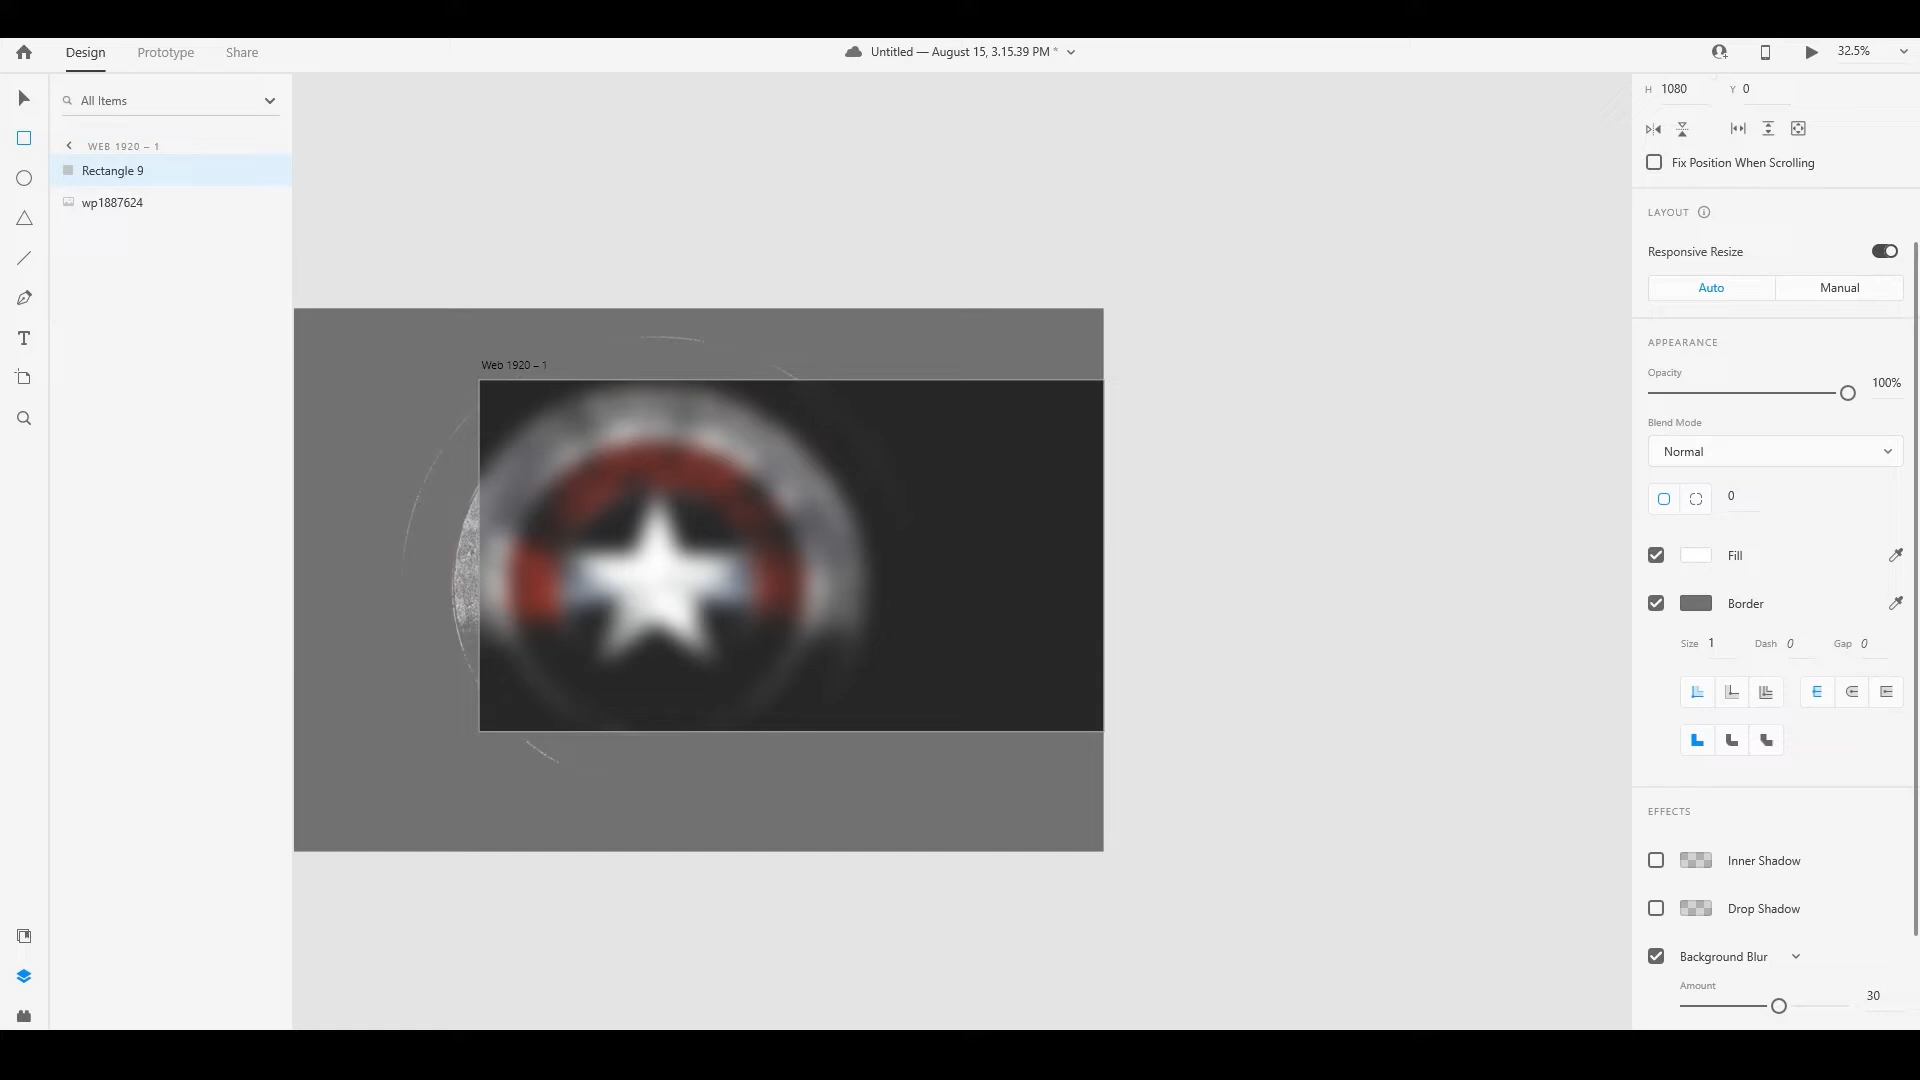 Design Prototype Share Untitled — August 15, 3.15.39 PM * 32.5%
All Items
WEB 1920 – 1
Rectangle 9
wp1887624
Web 1920 – 1
H 1080 Y 0
Fix Position When Scrolling
LAYOUT
Responsive Resize
Auto Manual
APPEARANCE
Opacity
100%
Blend Mode
Normal
0
Fill
Border
Size 1 Dash 0 Gap 0
EFFECTS
Inner Shadow
Drop Shadow
Background Blur
Amount
30